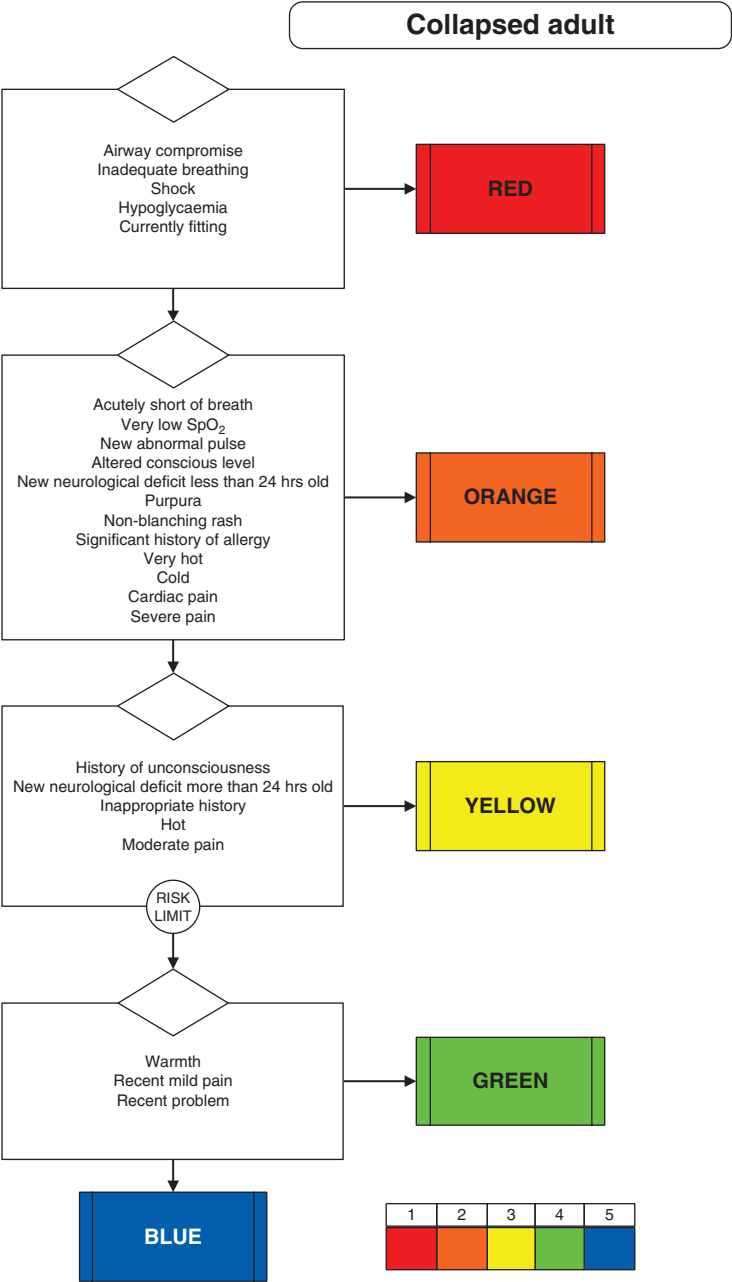 Collapsed adult
Airway compromise
Inadequate breathing
Shock
Hypoglycaemia
Currently fitting
RED
Acutely short of breath
Very low SpO₂
New abnormal pulse
Altered conscious level
New neurological deficit less than 24 hrs old
Purpura
Non-blanching rash
Significant history of allergy
Very hot
Cold
Cardiac pain
Severe pain
ORANGE
History of unconsciousness
New neurological deficit more than 24 hrs old
Inappropriate history
Hot
Moderate pain
YELLOW
RISK
LIMIT
Warmth
Recent mild pain
Recent problem
GREEN
BLUE
1 2 3 4 5